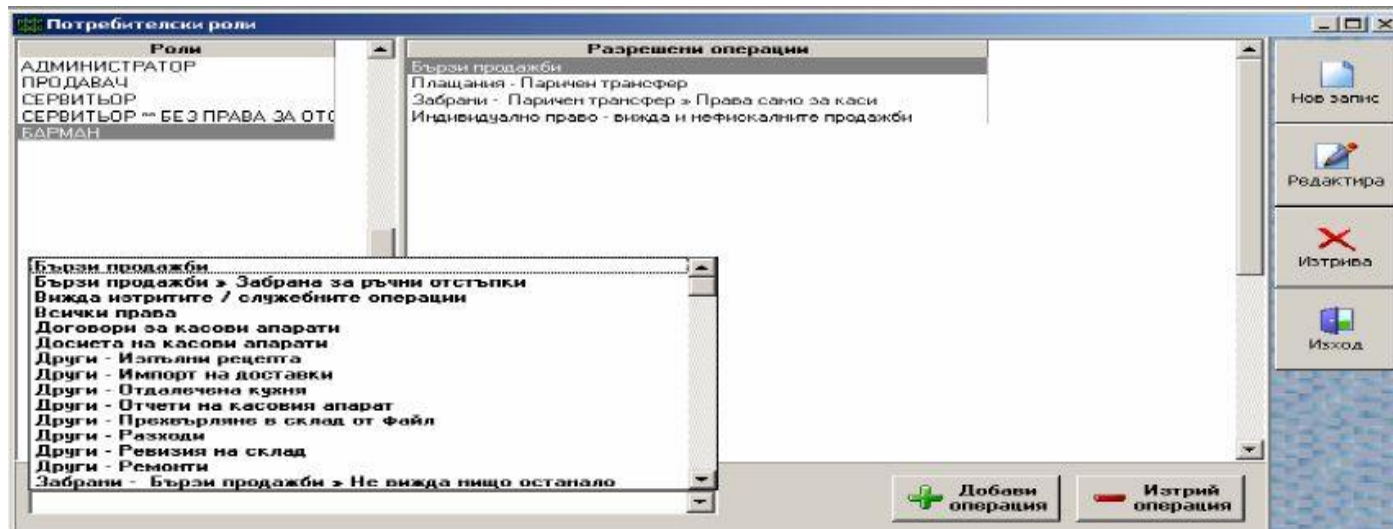 Потребителски роли
Роли
АДМИНИСТРАТОР
ПРОДАВАЧ
СЕРВИТЬОР
СЕРВИТЬОР ** БЕЗ ПРАВА ЗА ОТС
БАРМАН
Разрешени операции
Бързи продажби
Плащания - Паричен трансфер
Забрани - Паричен трансфер » Права само за каси
Индивидуално право - вижда и нефискалните продажби
Нов запис
Редактира
Изтрива
Изход
Бързи продажби
Бързи продажби » Забрана за ръчни отстъпки
Вижда изтритите / служебните операции
Всички права
Договори за касови апарати
Досиета на касови апарати
Други - Изпълни рецепта
Други - Импорт на доставки
Други - Отдалечена кухня
Други - Отчети на касовия апарат
Други - Прехвърляне в склад от файл
Други - Разходи
Други - Ревизия на склад
Други - Ремонти
Забрани - Бързи продажби » Не вижда нищо останало
Добави операция
Изтрий операция